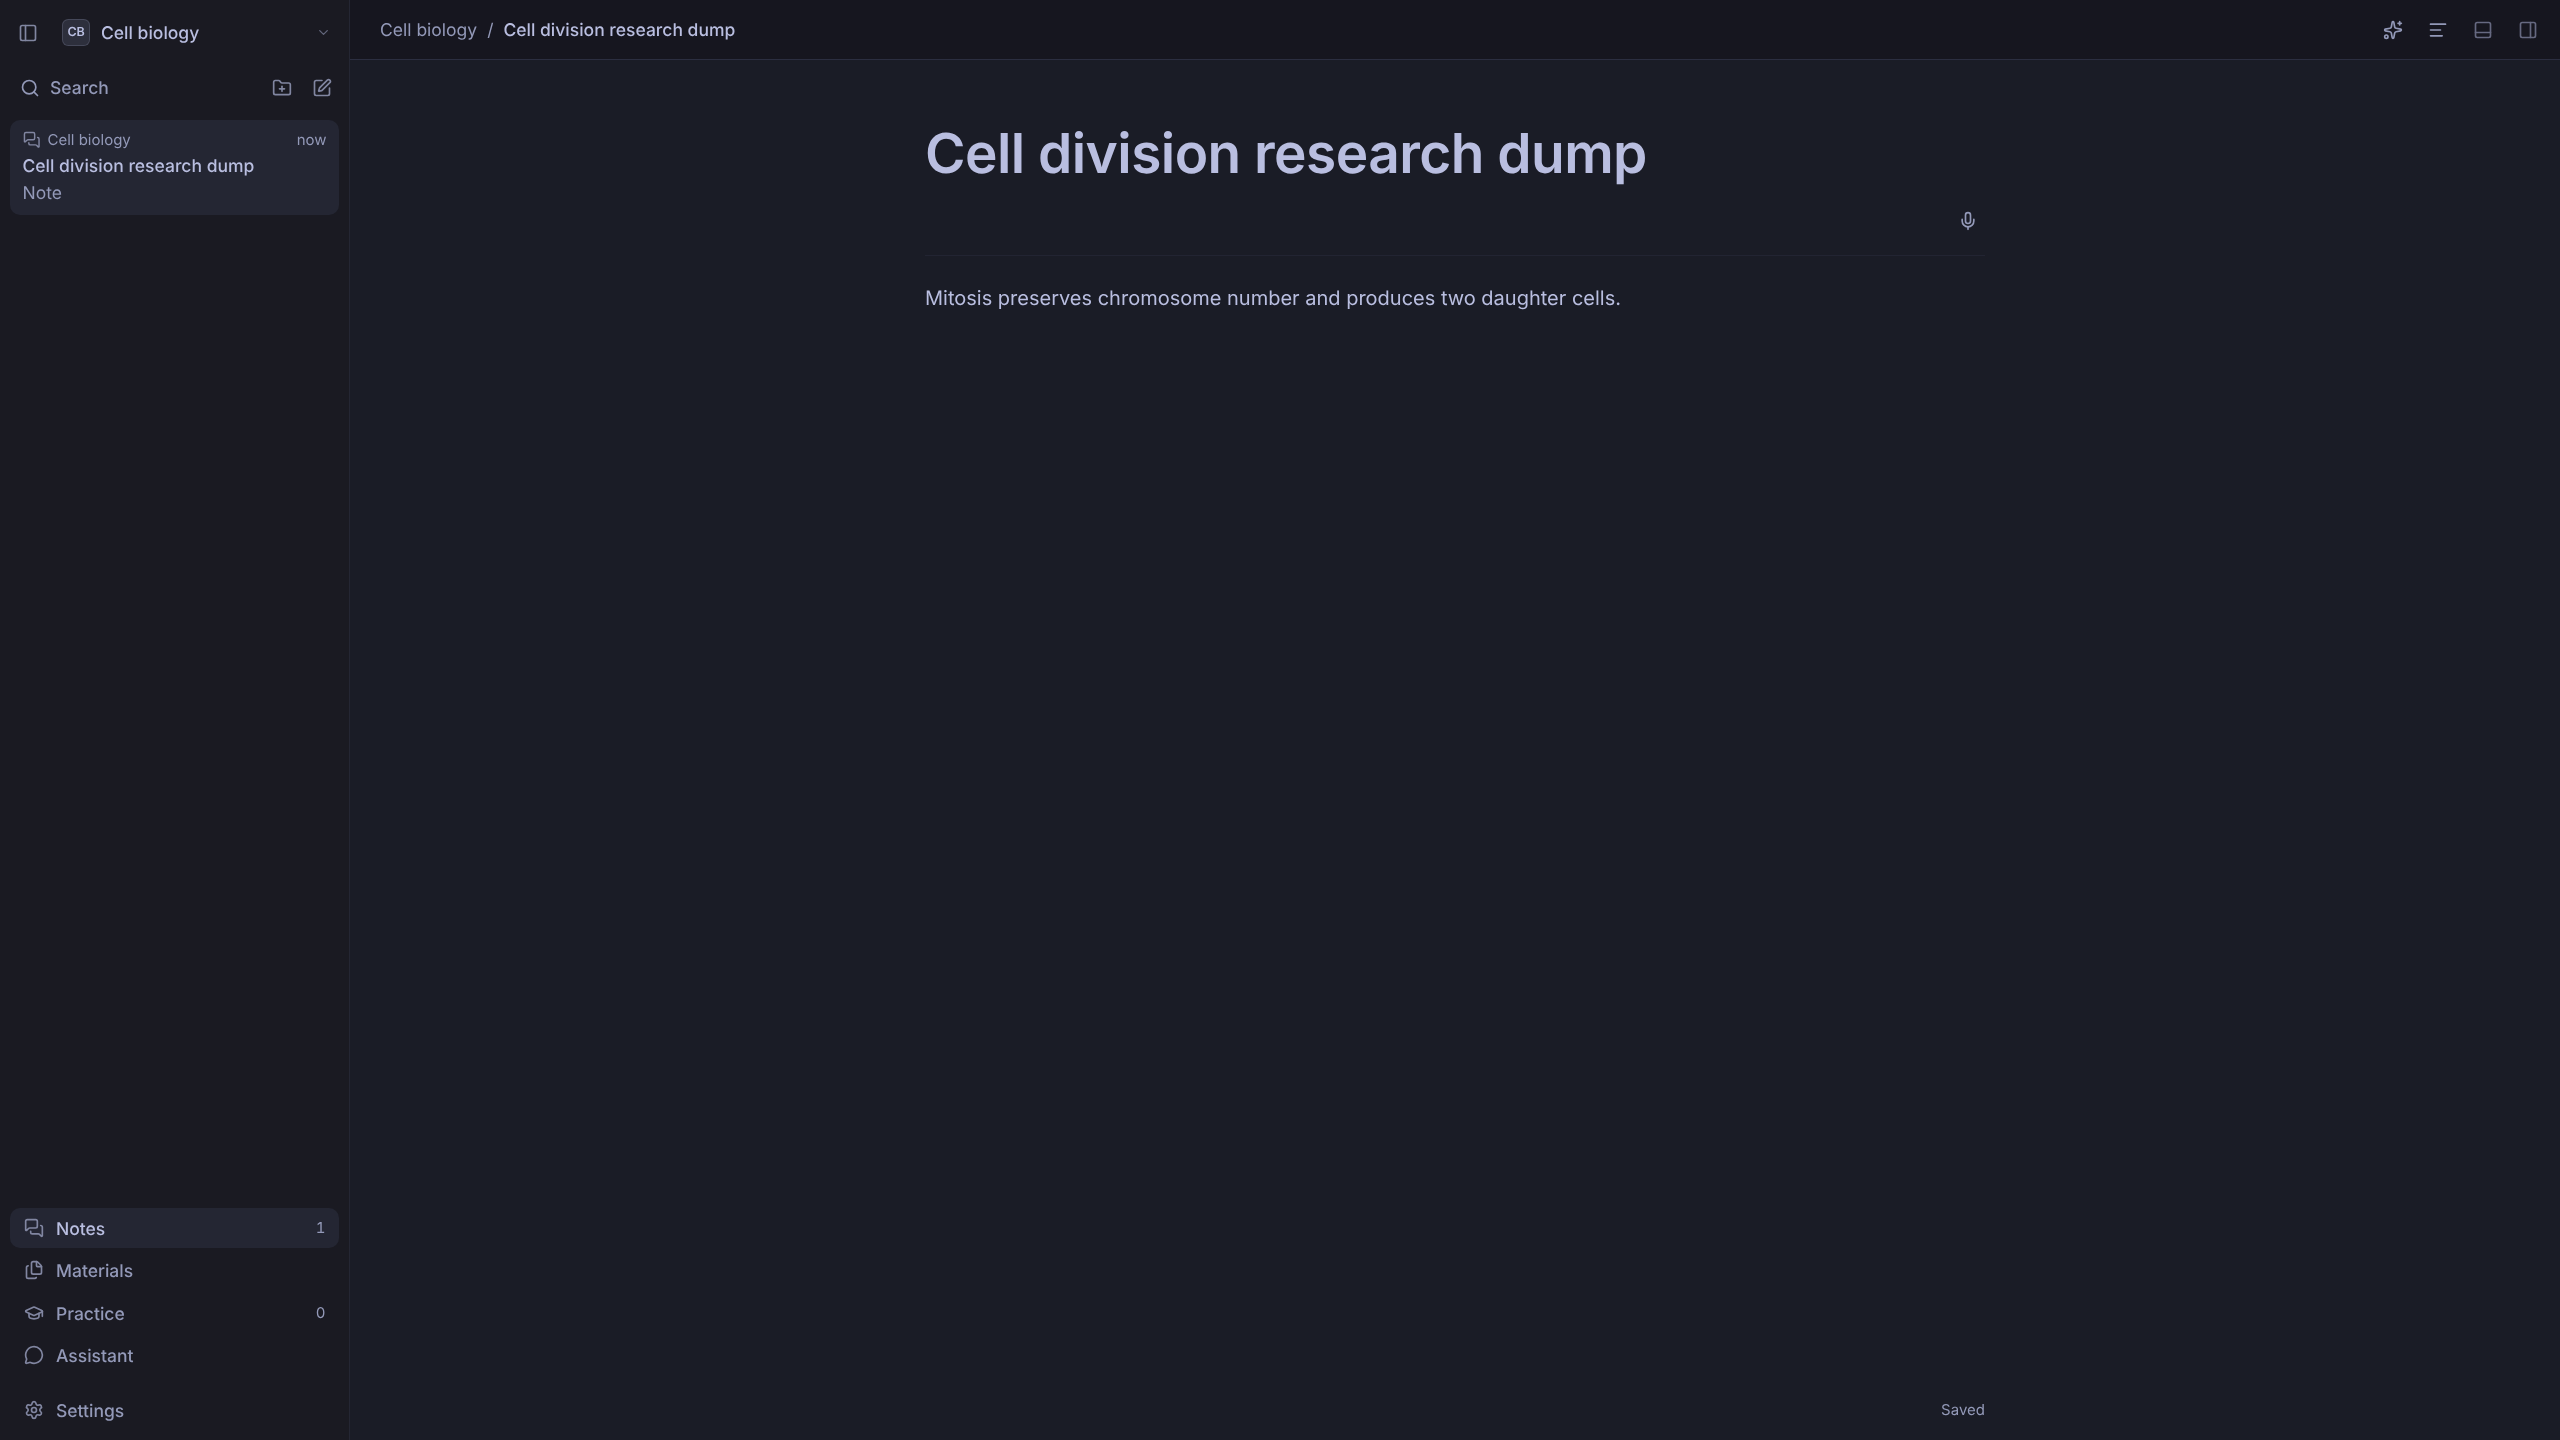 CB Cell biology
Search
Cell biology now
Cell division research dump
Note
Notes 1
Materials
Practice 0
Assistant
Settings
Cell biology / Cell division research dump
Cell division research dump
Mitosis preserves chromosome number and produces two daughter cells.
Saved